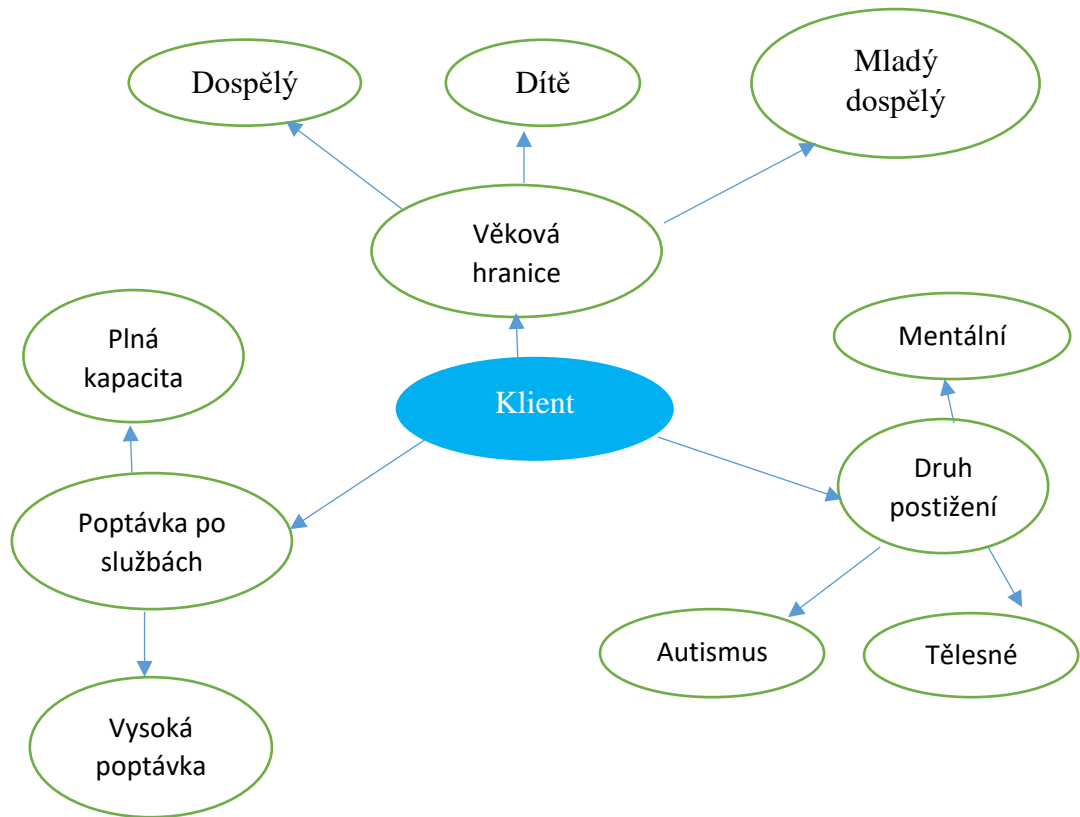 Dospělý
Dítě
Mladý
dospělý
Věková
hranice
Plná
kapacita
Mentální
Klient
Druh
postižení
Poptávka po
službách
Autismus
Tělesné
Vysoká
poptávka